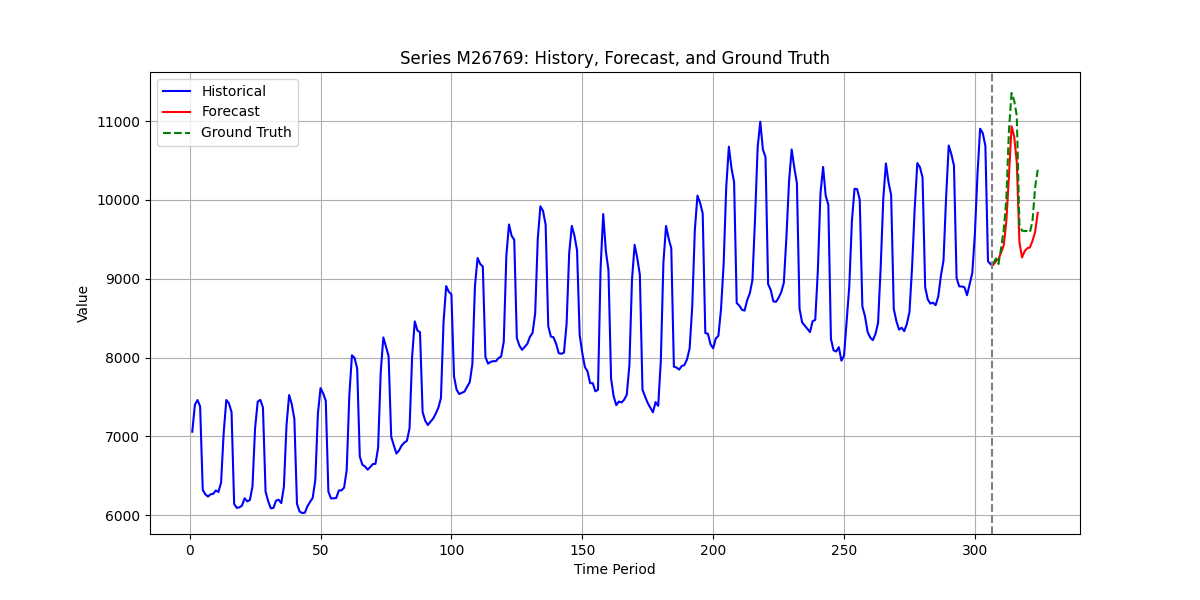 Series M26769: History, Forecast, and Ground Truth
Historical
Forecast
Ground Truth
Value
11000
10000
9000
8000
7000
6000
0 50 100 150 200 250 300
Time Period